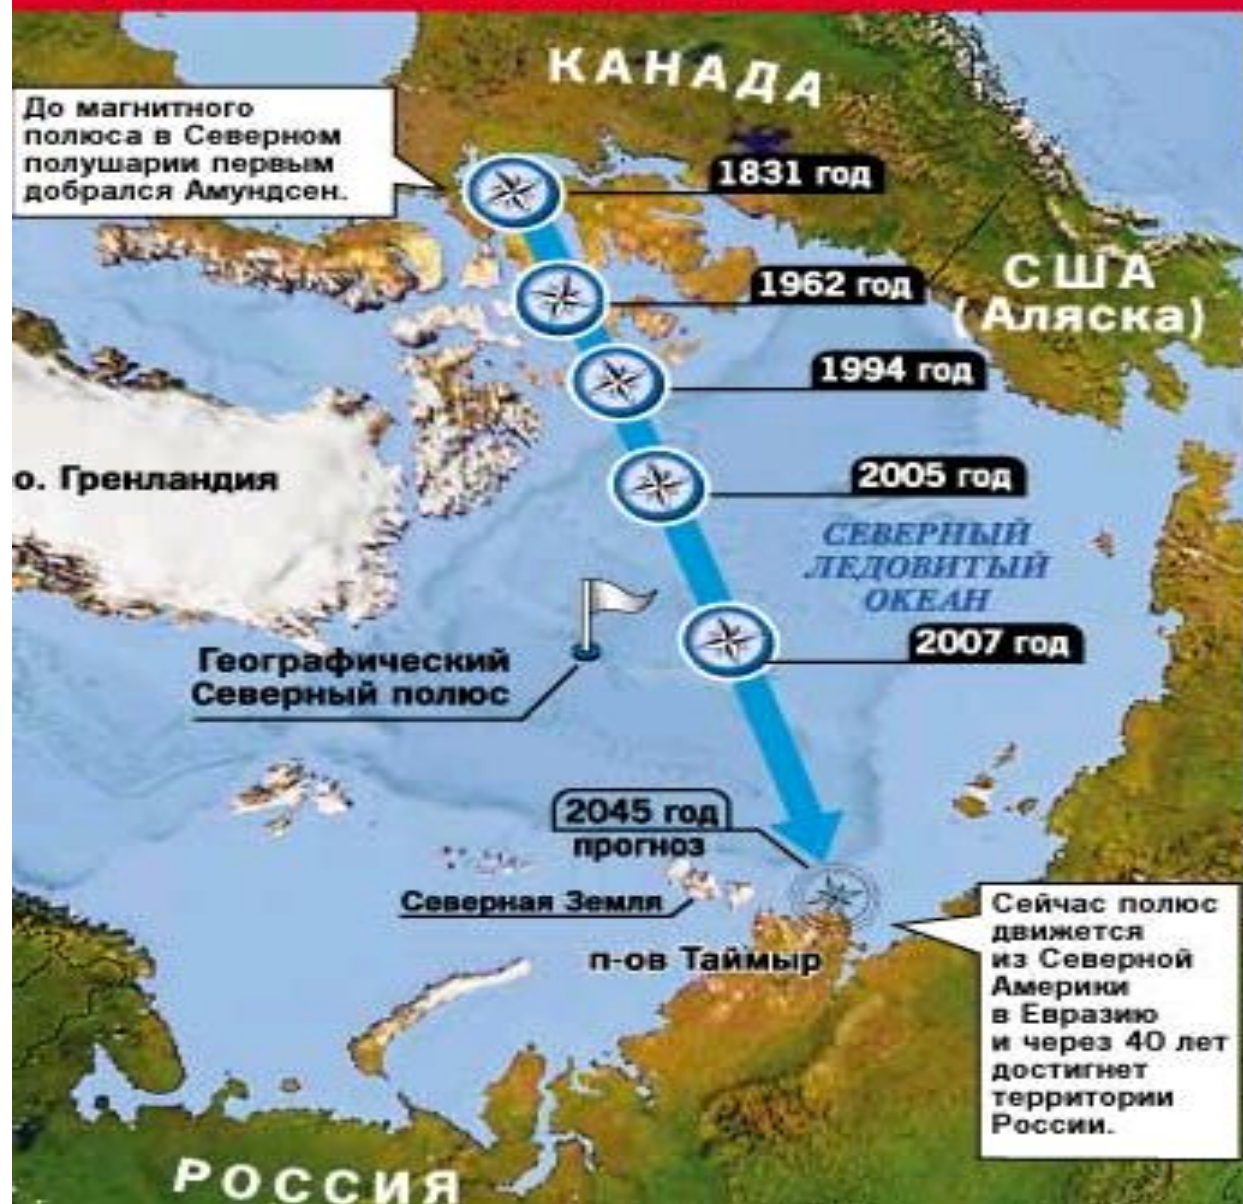 КАНАДА
До магнитного
полюса в Северном
полушарии первым
добрался Амундсен.
1831 год
1962 год
США
(Аляска)
1994 год
о. Гренландия
2005 год
СЕВЕРНЫЙ
ЛЕДОВИТЫЙ
ОКЕАН
2007 год
Географический
Северный полюс
2045 год
прогноз
Северная Земля
п-ов Таймыр
Сейчас полюс
движется
из Северной
Америки
в Евразию
и через 40 лет
достигнет
территории
России.
РОССИЯ